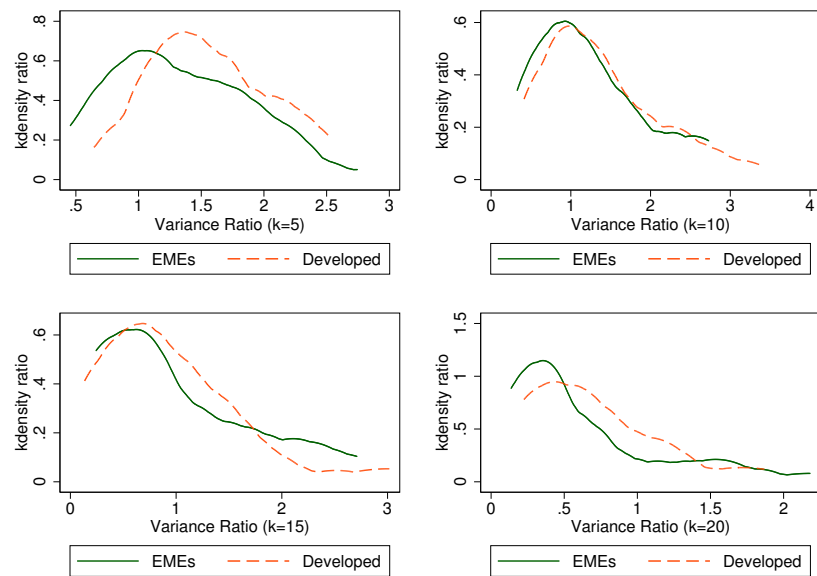 kdensity ratio
0 .2 .4 .6 .8
.5 1 1.5 2 2.5 3
Variance Ratio (k=5)
EMEs Developed
kdensity ratio
0 .2 .4 .6
0 1 2 3 4
Variance Ratio (k=10)
EMEs Developed
kdensity ratio
0 .2 .4 .6
0 1 2 3
Variance Ratio (k=15)
EMEs Developed
kdensity ratio
0 .5 1 1.5
0 .5 1 1.5 2
Variance Ratio (k=20)
EMEs Developed